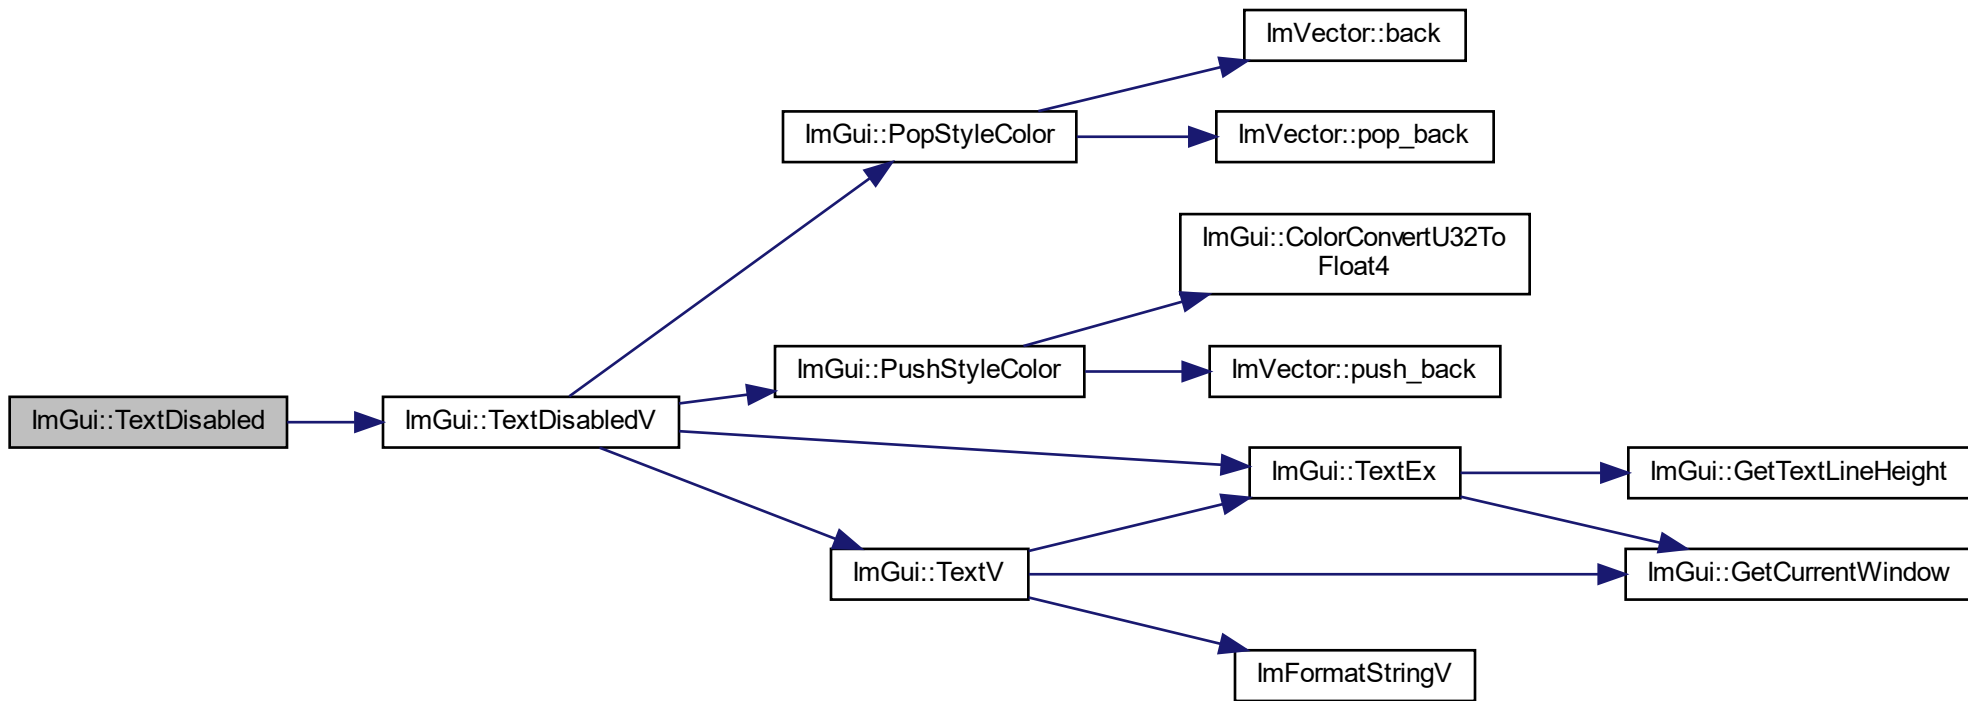 ImGui::TextDisabled
ImGui::TextDisabledV
ImGui::PopStyleColor
ImVector::back
ImVector::pop_back
ImGui::PushStyleColor
ImGui::ColorConvertU32To
Float4
ImVector::push_back
ImGui::TextEx
ImGui::GetTextLineHeight
ImGui::GetCurrentWindow
ImGui::TextV
ImFormatStringV